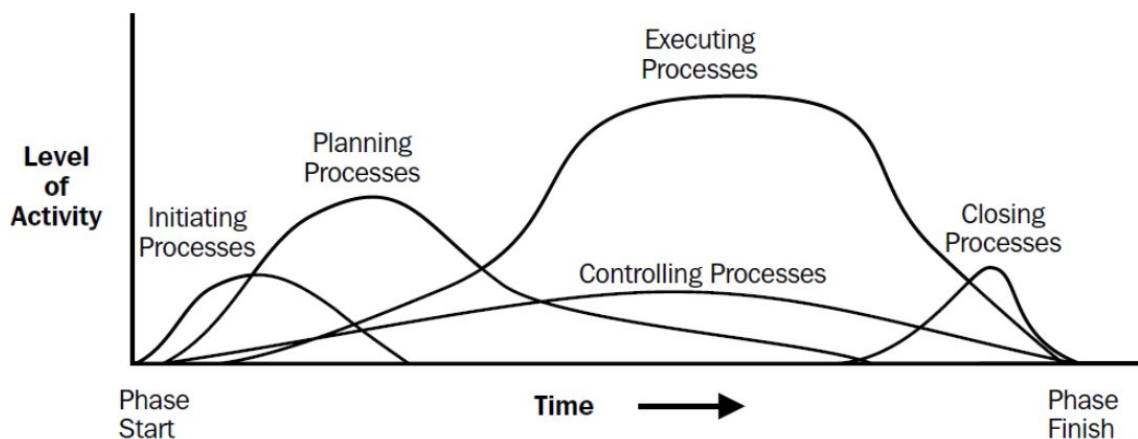 Executing
Processes
Planning
Processes
Level
of
Activity
Initiating
Processes
Closing
Processes
Controlling Processes
Phase
Start
Time
Phase
Finish